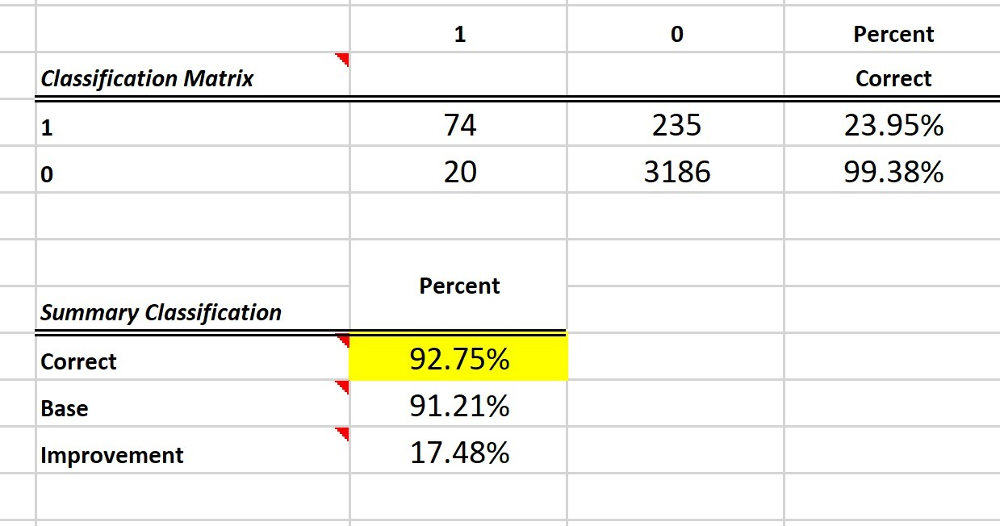 1 0 Percent
Classification Matrix Correct
1 74 235 23.95%
0 20 3186 99.38%
Percent
Summary Classification
Correct 92.75%
Base 91.21%
Improvement 17.48%